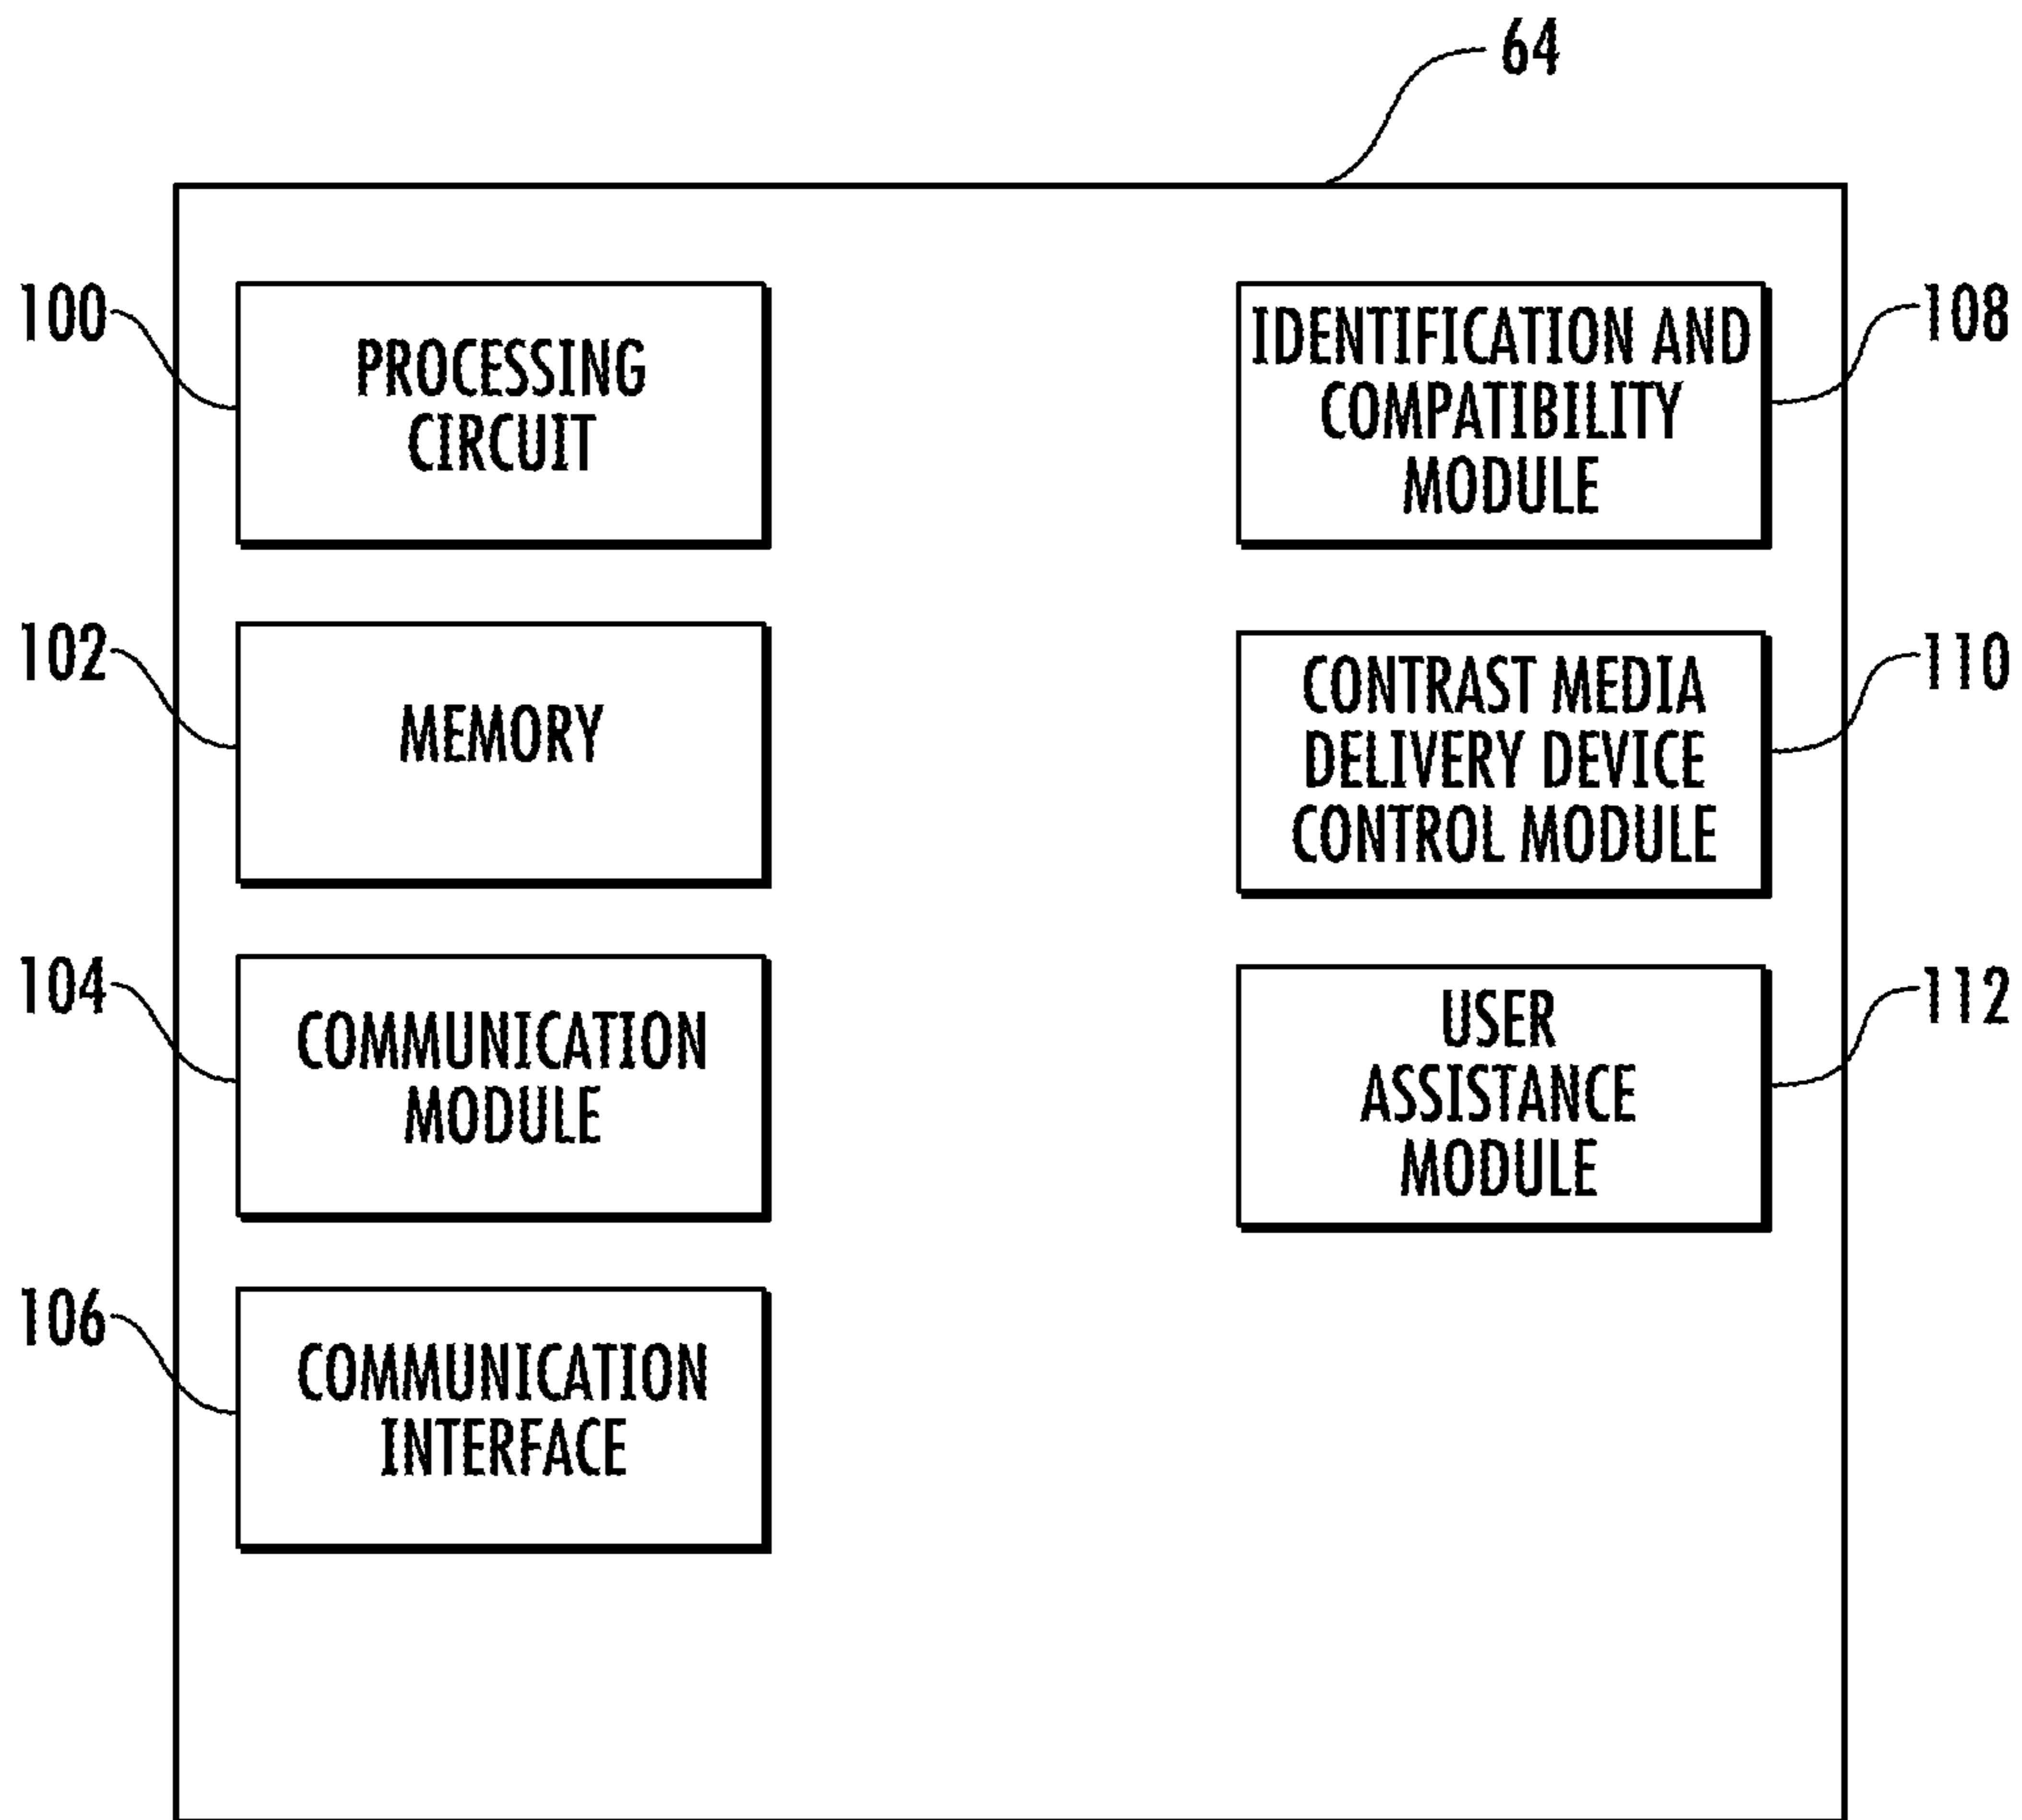 64
100
PROCESSING
CIRCUIT
102
MEMORY
104
COMMUNICATION
MODULE
106
COMMUNICATION
INTERFACE
IDENTIFICATION AND
COMPATIBILITY
MODULE
108
CONTRAST MEDIA
DELIVERY DEVICE
CONTROL MODULE
110
USER
ASSISTANCE
MODULE
112